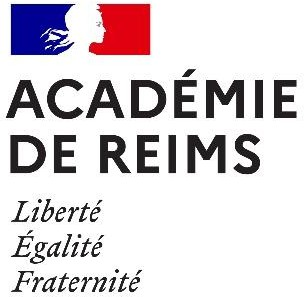 ACADÉMIE
DE REIMS
Liberté
Égalité
Fraternité